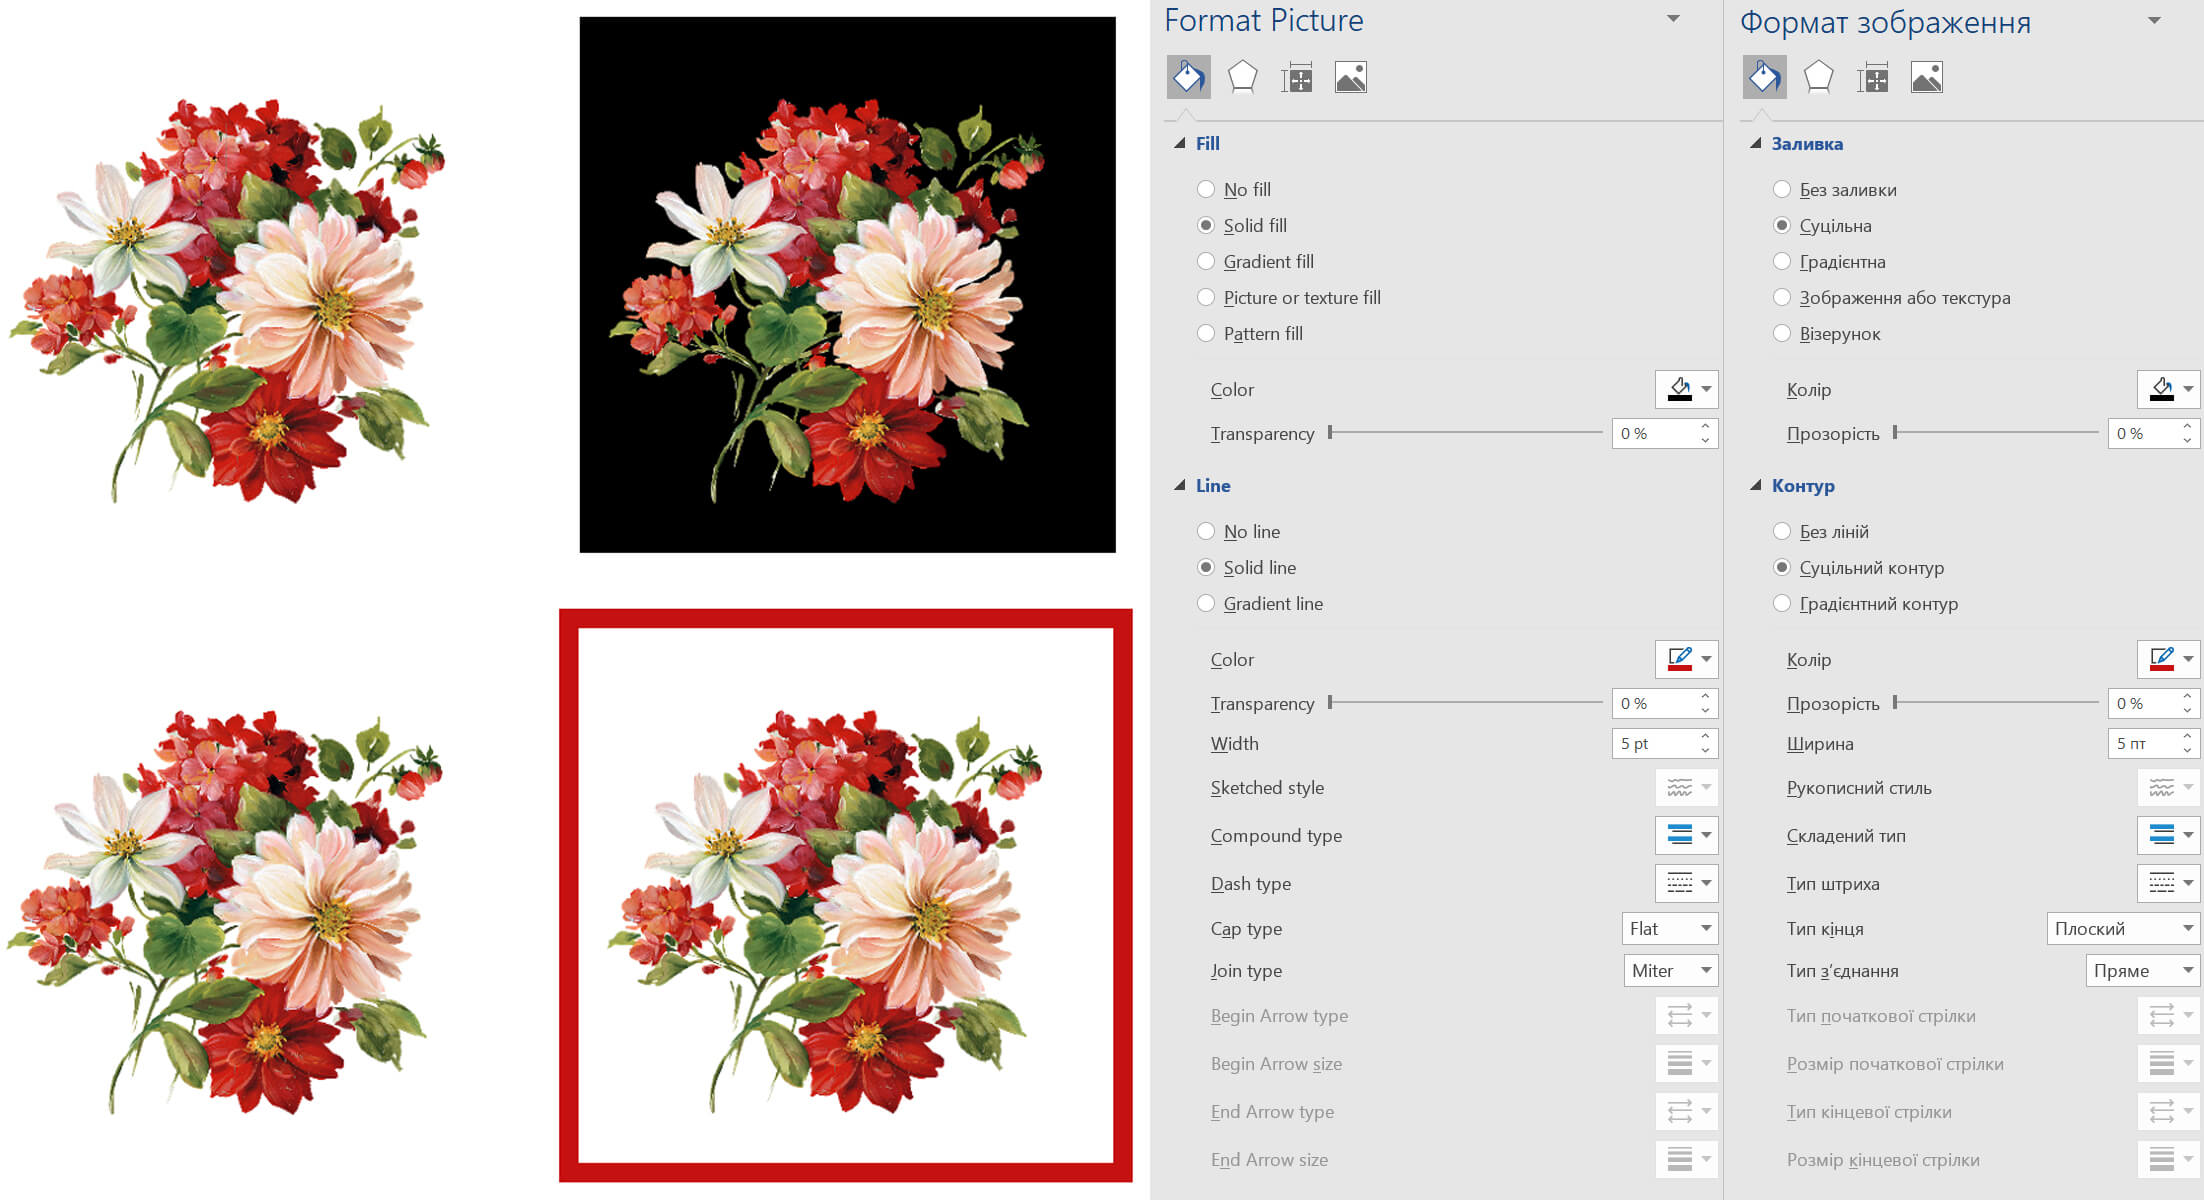 Format Picture
Fill
No fill
Solid fill
Gradient fill
Picture or texture fill
Pattern fill
Color
Transparency 0 %
Line
No line
Solid line
Gradient line
Color
Transparency 0 %
Width 5 pt
Sketched style
Compound type
Dash type
Cap type Flat
Join type Miter
Begin Arrow type
Begin Arrow size
End Arrow type
End Arrow size
Формат зображення
Заливка
Без заливки
Суцільна
Градієнтна
Зображення або текстура
Візерунок
Колір
Прозорість 0 %
Контур
Без ліній
Суцільний контур
Градієнтний контур
Колір
Прозорість 0 %
Ширина 5 пт
Рукописний стиль
Складений тип
Тип штриха
Тип кінця Плоский
Тип з’єднання Пряме
Тип початкової стрілки
Розмір початкової стрілки
Тип кінцевої стрілки
Розмір кінцевої стрілки